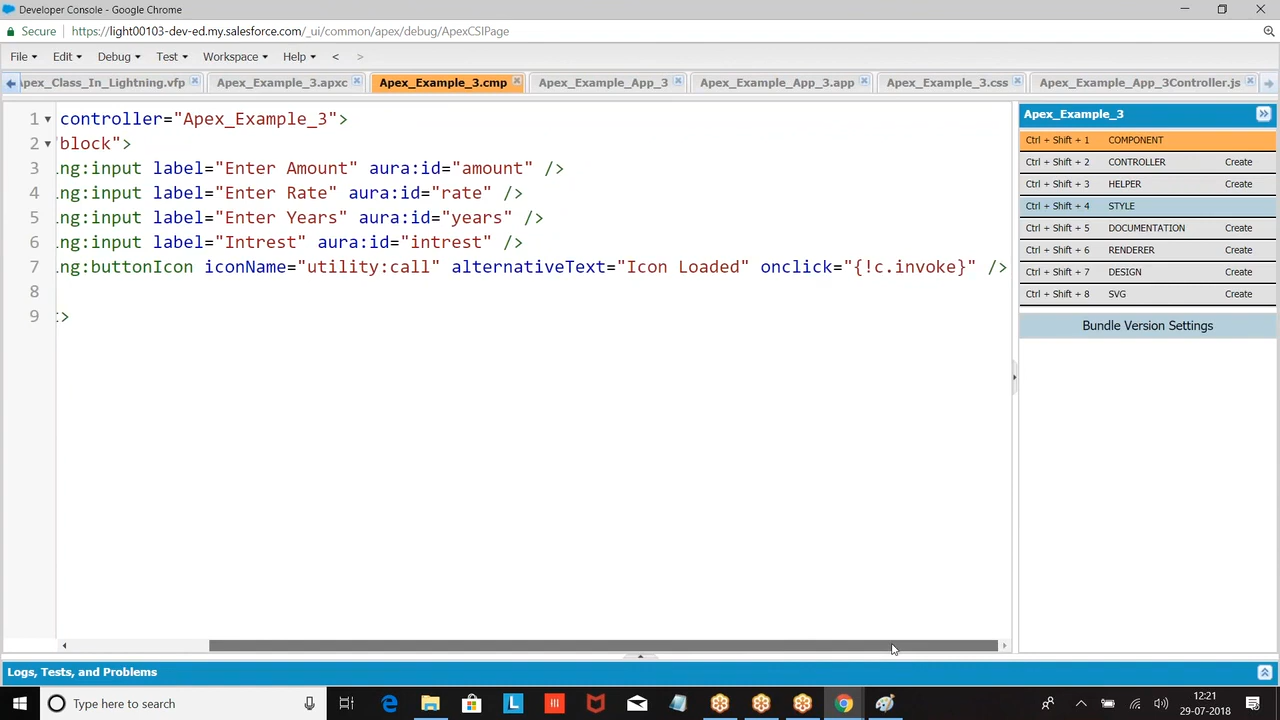 Developer Console - Google Chrome
Secure | https://light00103-dev-ed.my.salesforce.com/_ui/common/apex/debug/ApexCSIPage
File Edit Debug Test Workspace Help < >
pex_Class_In_Lightning.vfp Apex_Example_3.apxc Apex_Example_3.cmp Apex_Example_App_3 Apex_Example_App_3.app Apex_Example_3.css Apex_Example_App_3Controller.js
1 controller="Apex_Example_3">
2 "block">
3 ng:input label="Enter Amount" aura:id="amount" />
4 ng:input label="Enter Rate" aura:id="rate" />
5 ng:input label="Enter Years" aura:id="years" />
6 ng:input label="Intrest" aura:id="intrest" />
7 ng:buttonIcon iconName="utility:call" alternativeText="Icon Loaded" onclick="{!c.invoke}" />
8
9 :>
Apex_Example_3
Ctrl + Shift + 1 COMPONENT
Ctrl + Shift + 2 CONTROLLER Create
Ctrl + Shift + 3 HELPER Create
Ctrl + Shift + 4 STYLE
Ctrl + Shift + 5 DOCUMENTATION Create
Ctrl + Shift + 6 RENDERER Create
Ctrl + Shift + 7 DESIGN Create
Ctrl + Shift + 8 SVG Create
Bundle Version Settings
Logs, Tests, and Problems
Type here to search
12:21
29-07-2018